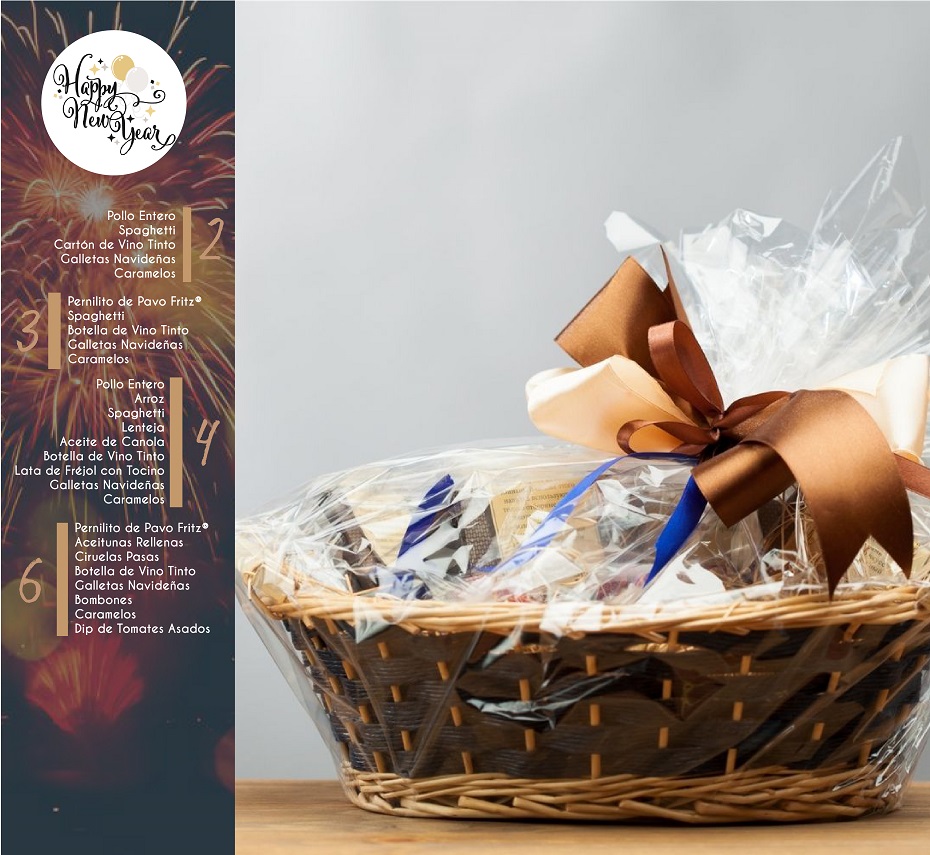 Happy
New Year
2
Pollo Entero
Spaghetti
Cartón de Vino Tinto
Galletas Navideñas
Caramelos
3
Pernilito de Pavo Fritz®
Spaghetti
Botella de Vino Tinto
Galletas Navideñas
Caramelos
4
Pollo Entero
Arroz
Spaghetti
Lenteja
Aceite de Canola
Botella de Vino Tinto
Lata de Fréjol con Tocino
Galletas Navideñas
Caramelos
6
Pernilito de Pavo Fritz®
Aceitunas Rellenas
Ciruelas Pasas
Botella de Vino Tinto
Galletas Navideñas
Bombones
Caramelos
Dip de Tomates Asados